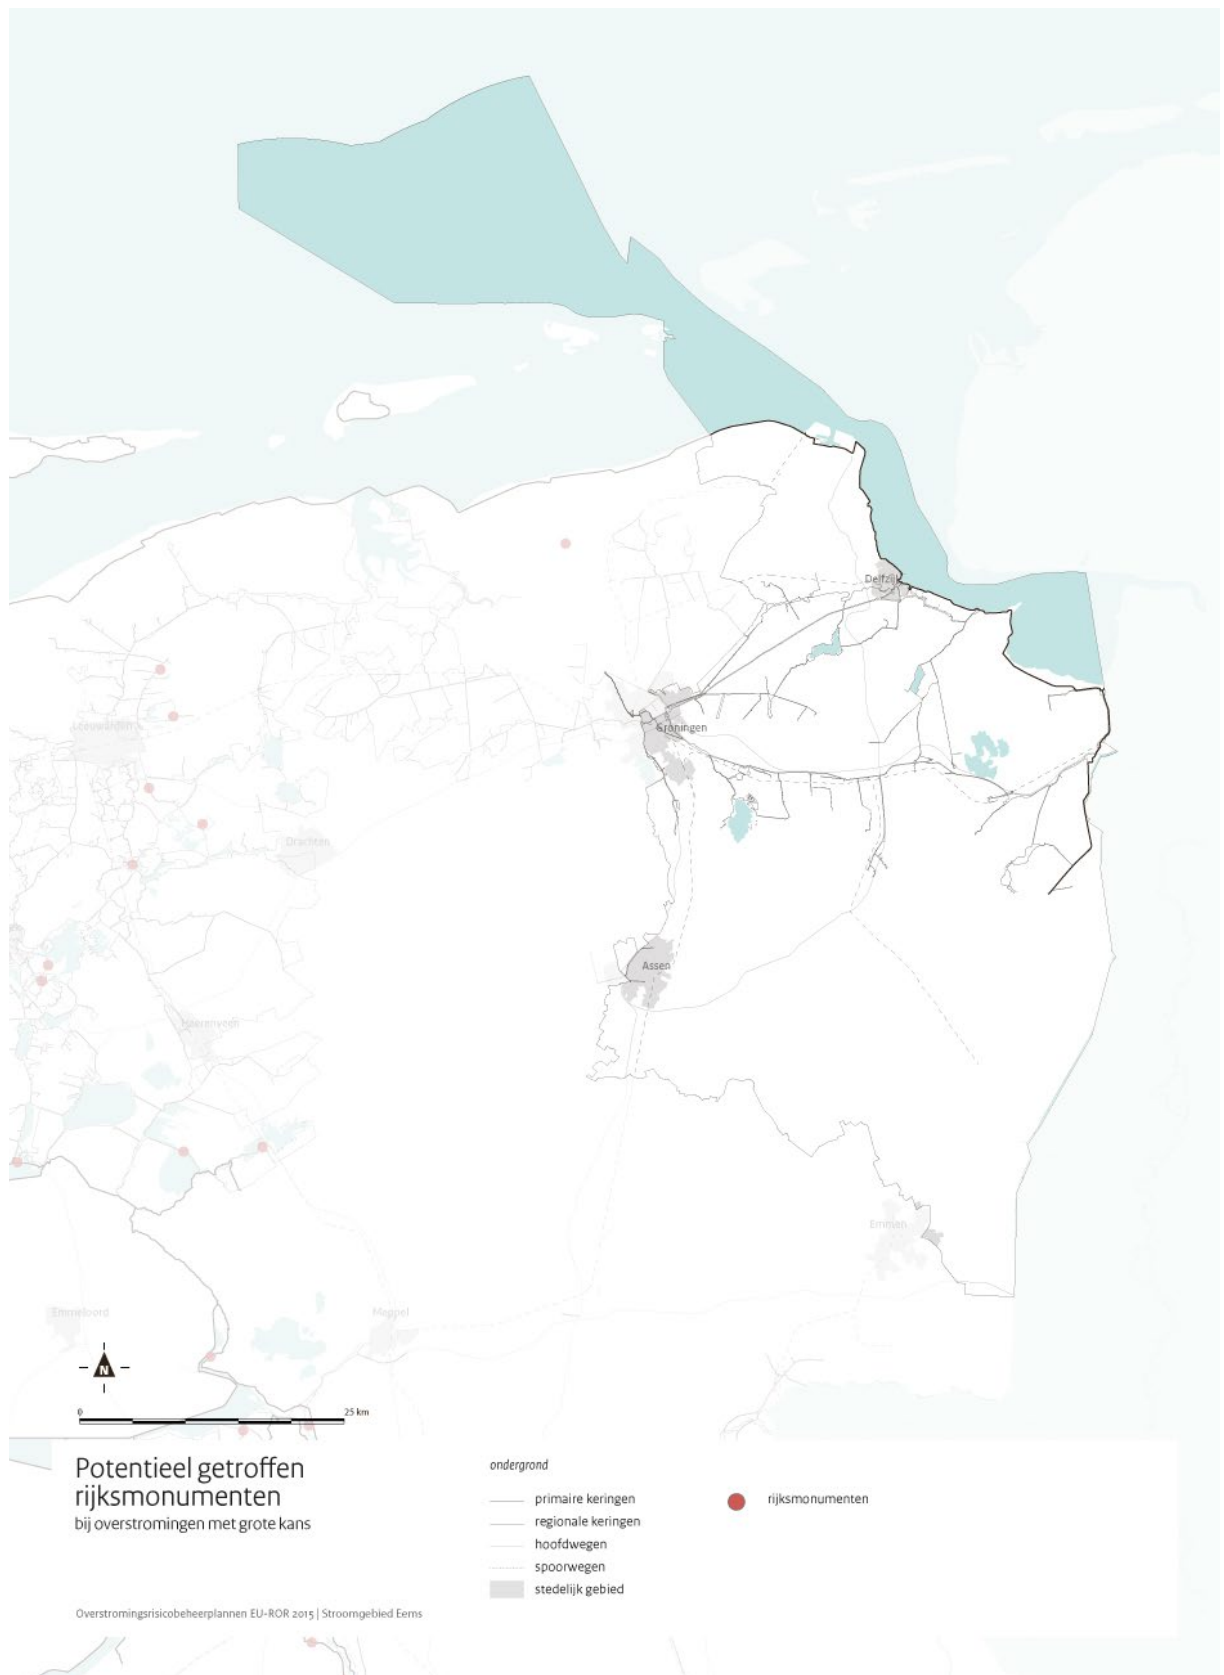 Delfzijl
Leeuwarden
Groningen
Drachten
Assen
Heerenveen
Emmen
Emmeloord
Meppel
N
0
25 km
Potentieel getroffen
rijksmonumenten
bij overstromingen met grote kans
ondergrond
primaire keringen
regionale keringen
hoofdwegen
spoorwegen
stedelijk gebied
rijksmonumenten
Overstromingsrisicobeheerplannen EU-ROR 2015 | Stroomgebied Eems